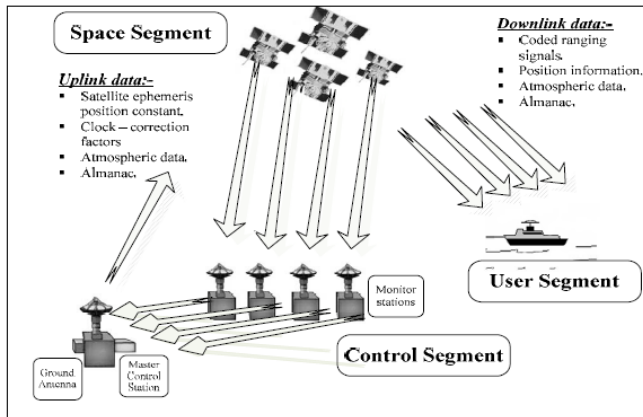 Space Segment
Uplink data:-
▪ Satellite ephemeris
position constant.
▪ Clock – correction
factors
▪ Atmospheric data.
▪ Almanac.
Downlink data:-
▪ Coded ranging
signals.
▪ Position information.
▪ Atmospheric data.
▪ Almanac.
User Segment
Monitor
stations
Control Segment
Ground
Antenna
Master
Control
Station